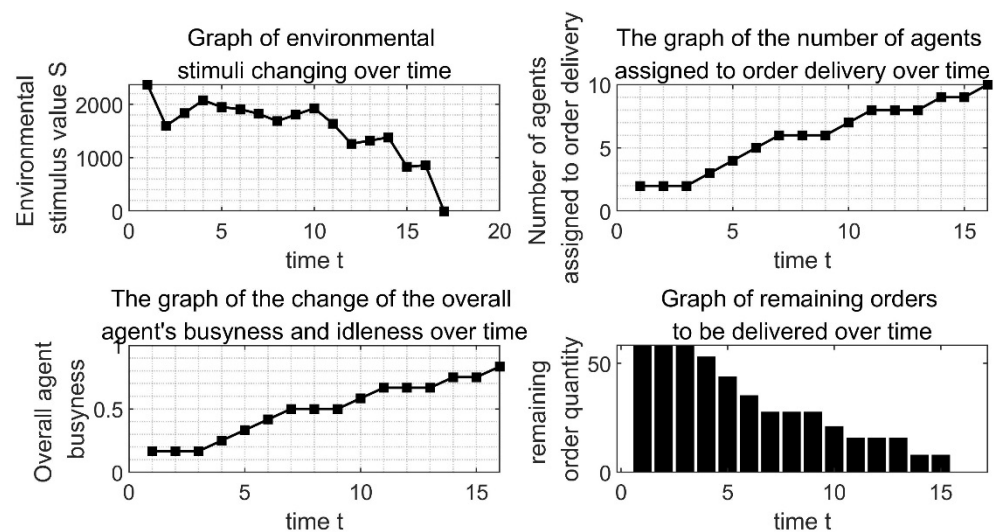 Graph of environmental
stimuli changing over time
Environmental
stimulus value S
2000
1000
0
0
5
10
15
20
time t
The graph of the number of agents
assigned to order delivery over time
Number of agents
assigned to order delivery
10
5
0
0
5
10
15
time t
The graph of the change of the overall
agent's busyness and idleness over time
Overall agent
busyness
1
0.5
0
0
5
10
15
time t
Graph of remaining orders
to be delivered over time
remaining
order quantity
50
0
0
5
10
15
time t